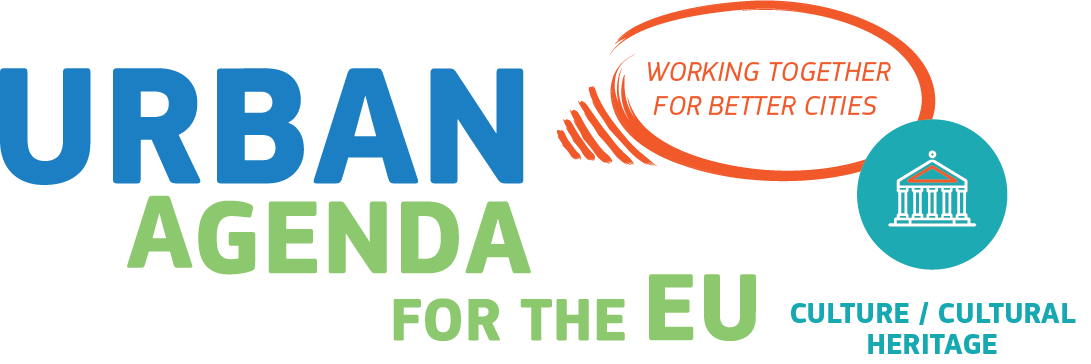 URBAN
AGENDA
FOR THE EU
WORKING TOGETHER
FOR BETTER CITIES
CULTURE / CULTURAL
HERITAGE